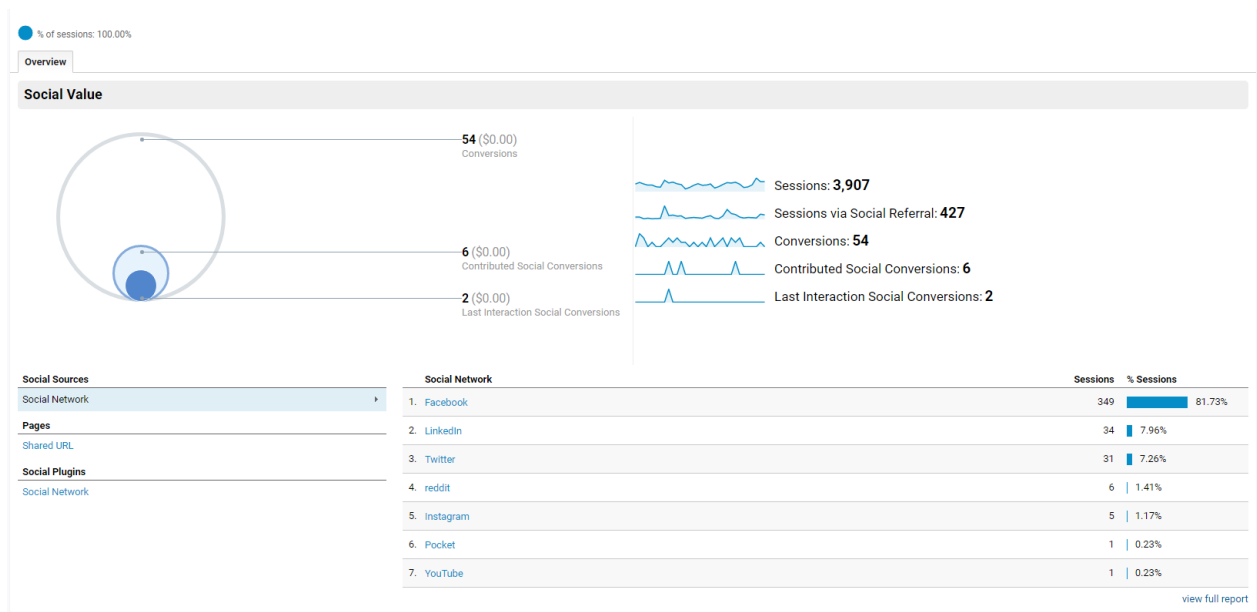 % of sessions: 100.00%
Overview
Social Value
54 ($0.00)
Conversions
6 ($0.00)
Contributed Social Conversions
2 ($0.00)
Last Interaction Social Conversions
Sessions: 3,907
Sessions via Social Referral: 427
Conversions: 54
Contributed Social Conversions: 6
Last Interaction Social Conversions: 2
Social Sources
Social Network
Pages
Shared URL
Social Plugins
Social Network
Social Network Sessions % Sessions
1. Facebook 349 81.73%
2. LinkedIn 34 7.96%
3. Twitter 31 7.26%
4. reddit 6 1.41%
5. Instagram 5 1.17%
6. Pocket 1 0.23%
7. YouTube 1 0.23%
view full report